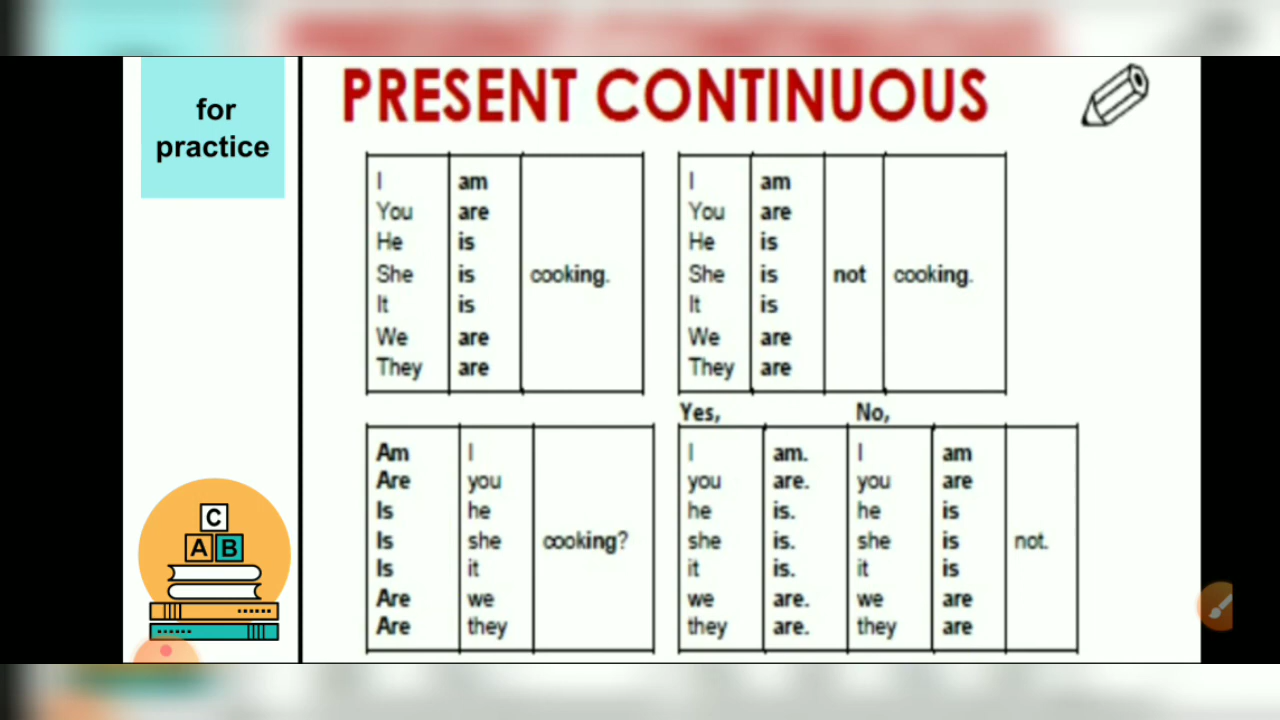 for
practice
PRESENT CONTINUOUS
I am
You are
He is
She is cooking.
It is
We are
They are
I am
You are
He is
She is not cooking.
It is
We are
They are
Am I
Are you
Is he
Is she cooking?
Is it
Are we
Are they
Yes, No,
I am. I am
you are. you are
he is. he is
she is. she is not.
it is. it is
we are. we are
they are. they are
C
A B